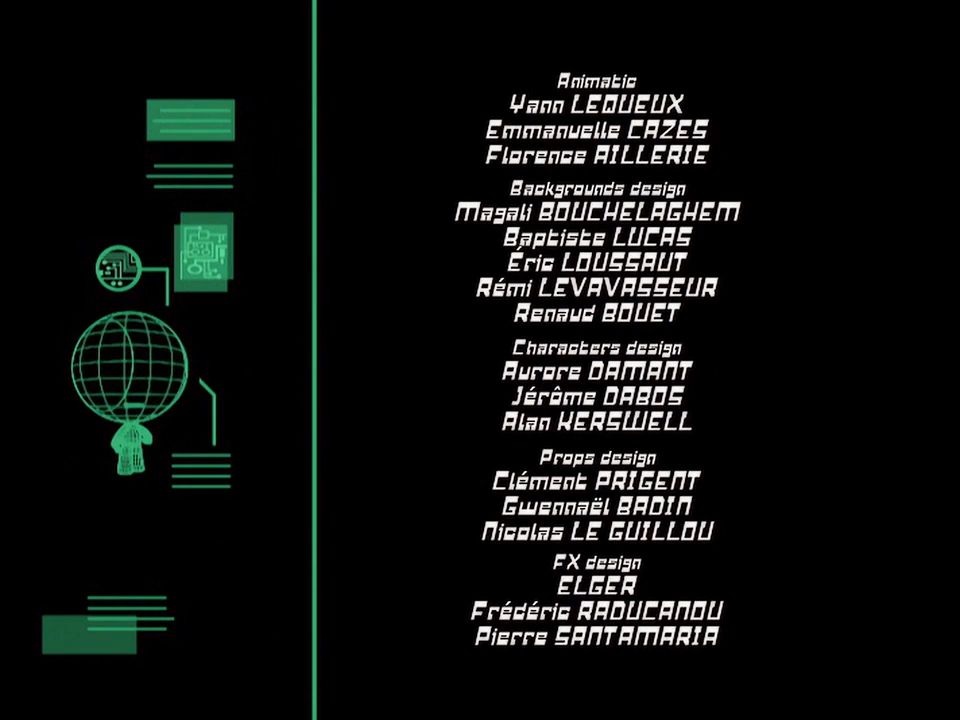 Animatic
Yann LEQUEUX
Emmanuelle CAZES
Florence AILLERIE
Backgrounds design
Magali BOUCHELAGHEM
Baptiste LUCAS
Éric LOUSSAUT
Rémi LEVAVASSEUR
Renaud BOUET
Characters design
Aurore DAMANT
Jérôme DABOS
Alan KERSWELL
Props design
Clément PRIGENT
Gwennaël BADIN
Nicolas LE GUILLOU
FX design
ELGER
Frédéric RADUCANOU
Pierre SANTAMARIA